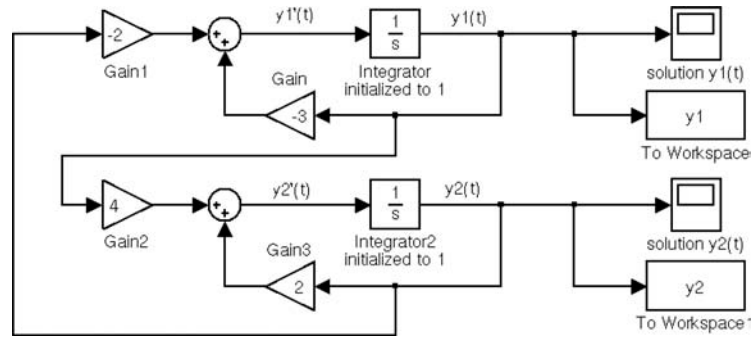 -2
Gain1
y1'(t)
1
s
Integrator
initialized to 1
y1(t)
Gain
-3
solution y1(t)
y1
To Workspace
4
Gain2
y2'(t)
1
s
Integrator2
initialized to 1
y2(t)
Gain3
2
solution y2(t)
y2
To Workspace1